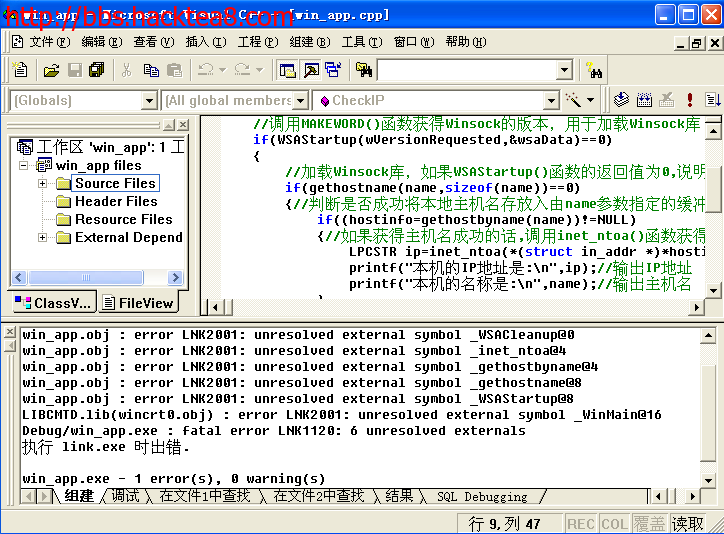 http://bbs.hackteo8.com
win_app - Microsoft Visual C++ - [win_app.cpp]
文件(F) 编辑(E) 查看(V) 插入(I) 工程(P) 组建(B) 工具(T) 窗口(W) 帮助(H)
(Globals) (All global members CheckIP
工作区 'win_app': 1 工
win_app files
Source Files
Header Files
Resource Files
External Depend
ClassV... FileView
//调用MAKEWORD()函数获得Winsock的版本，用于加载Winsock库
if(WSAStartup(wVersionRequested,&wsaData)==0)
{
//加载Winsock库，如果WSAStartup()函数的返回值为0,说明
if(gethostname(name,sizeof(name))==0)
{//判断是否成功将本地主机名存放入由name参数指定的缓冲
if((hostinfo=gethostbyname(name))!=NULL)
{//如果获得主机名成功的话,调用inet_ntoa()函数获得
LPCSTR ip=inet_ntoa(*(struct in_addr *)*hosti
printf("本机的IP地址是:\n",ip);//输出IP地址
printf("本机的名称是:\n",name);//输出主机名
win_app.obj : error LNK2001: unresolved external symbol _WSACleanup@0
win_app.obj : error LNK2001: unresolved external symbol _inet_ntoa@4
win_app.obj : error LNK2001: unresolved external symbol _gethostbyname@4
win_app.obj : error LNK2001: unresolved external symbol _gethostname@8
win_app.obj : error LNK2001: unresolved external symbol _WSAStartup@8
LIBCMTD.lib(wincrt0.obj) : error LNK2001: unresolved external symbol _WinMain@16
Debug/win_app.exe : fatal error LNK1120: 6 unresolved externals
执行 link.exe 时出错.
win_app.exe - 1 error(s), 0 warning(s)
组建 调试 在文件1中查找 在文件2中查找 结果 SQL Debugging
行 9, 列 47 REC COL 覆盖 读取